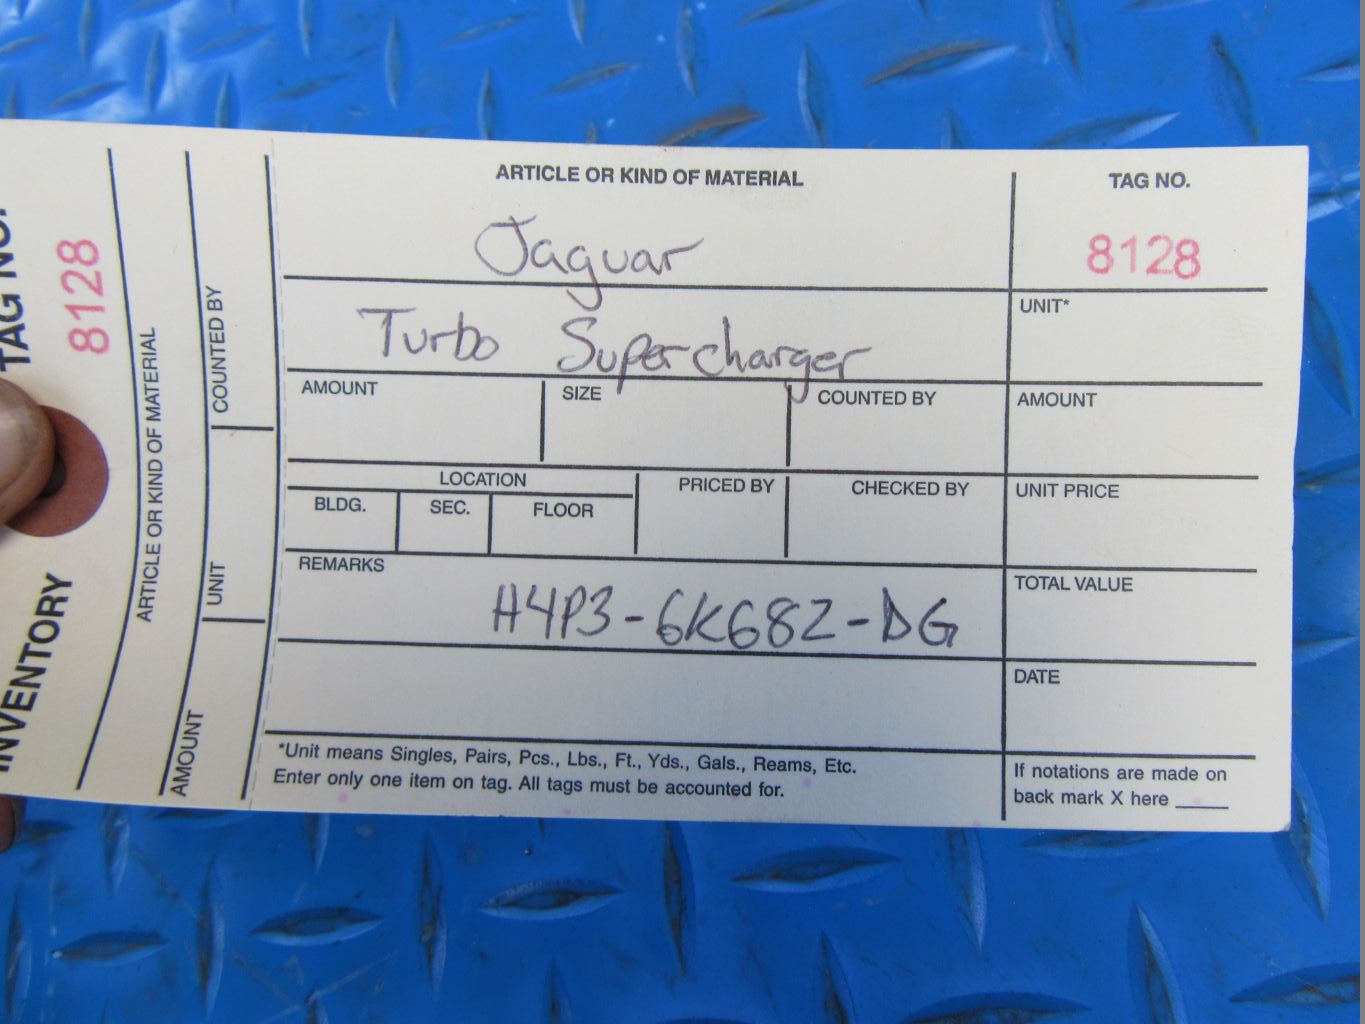 TAG NO.
8128
INVENTORY
ARTICLE OR KIND OF MATERIAL
COUNTED BY
UNIT
AMOUNT
ARTICLE OR KIND OF MATERIAL
Jaguar
Turbo Supercharger
TAG NO.
8128
UNIT*
AMOUNT
SIZE
COUNTED BY
AMOUNT
LOCATION
BLDG.
SEC.
FLOOR
PRICED BY
CHECKED BY
UNIT PRICE
REMARKS
H4P3-6K682-DG
TOTAL VALUE
DATE
*Unit means Singles, Pairs, Pcs., Lbs., Ft., Yds., Gals., Reams, Etc.
Enter only one item on tag. All tags must be accounted for.
If notations are made on
back mark X here ____